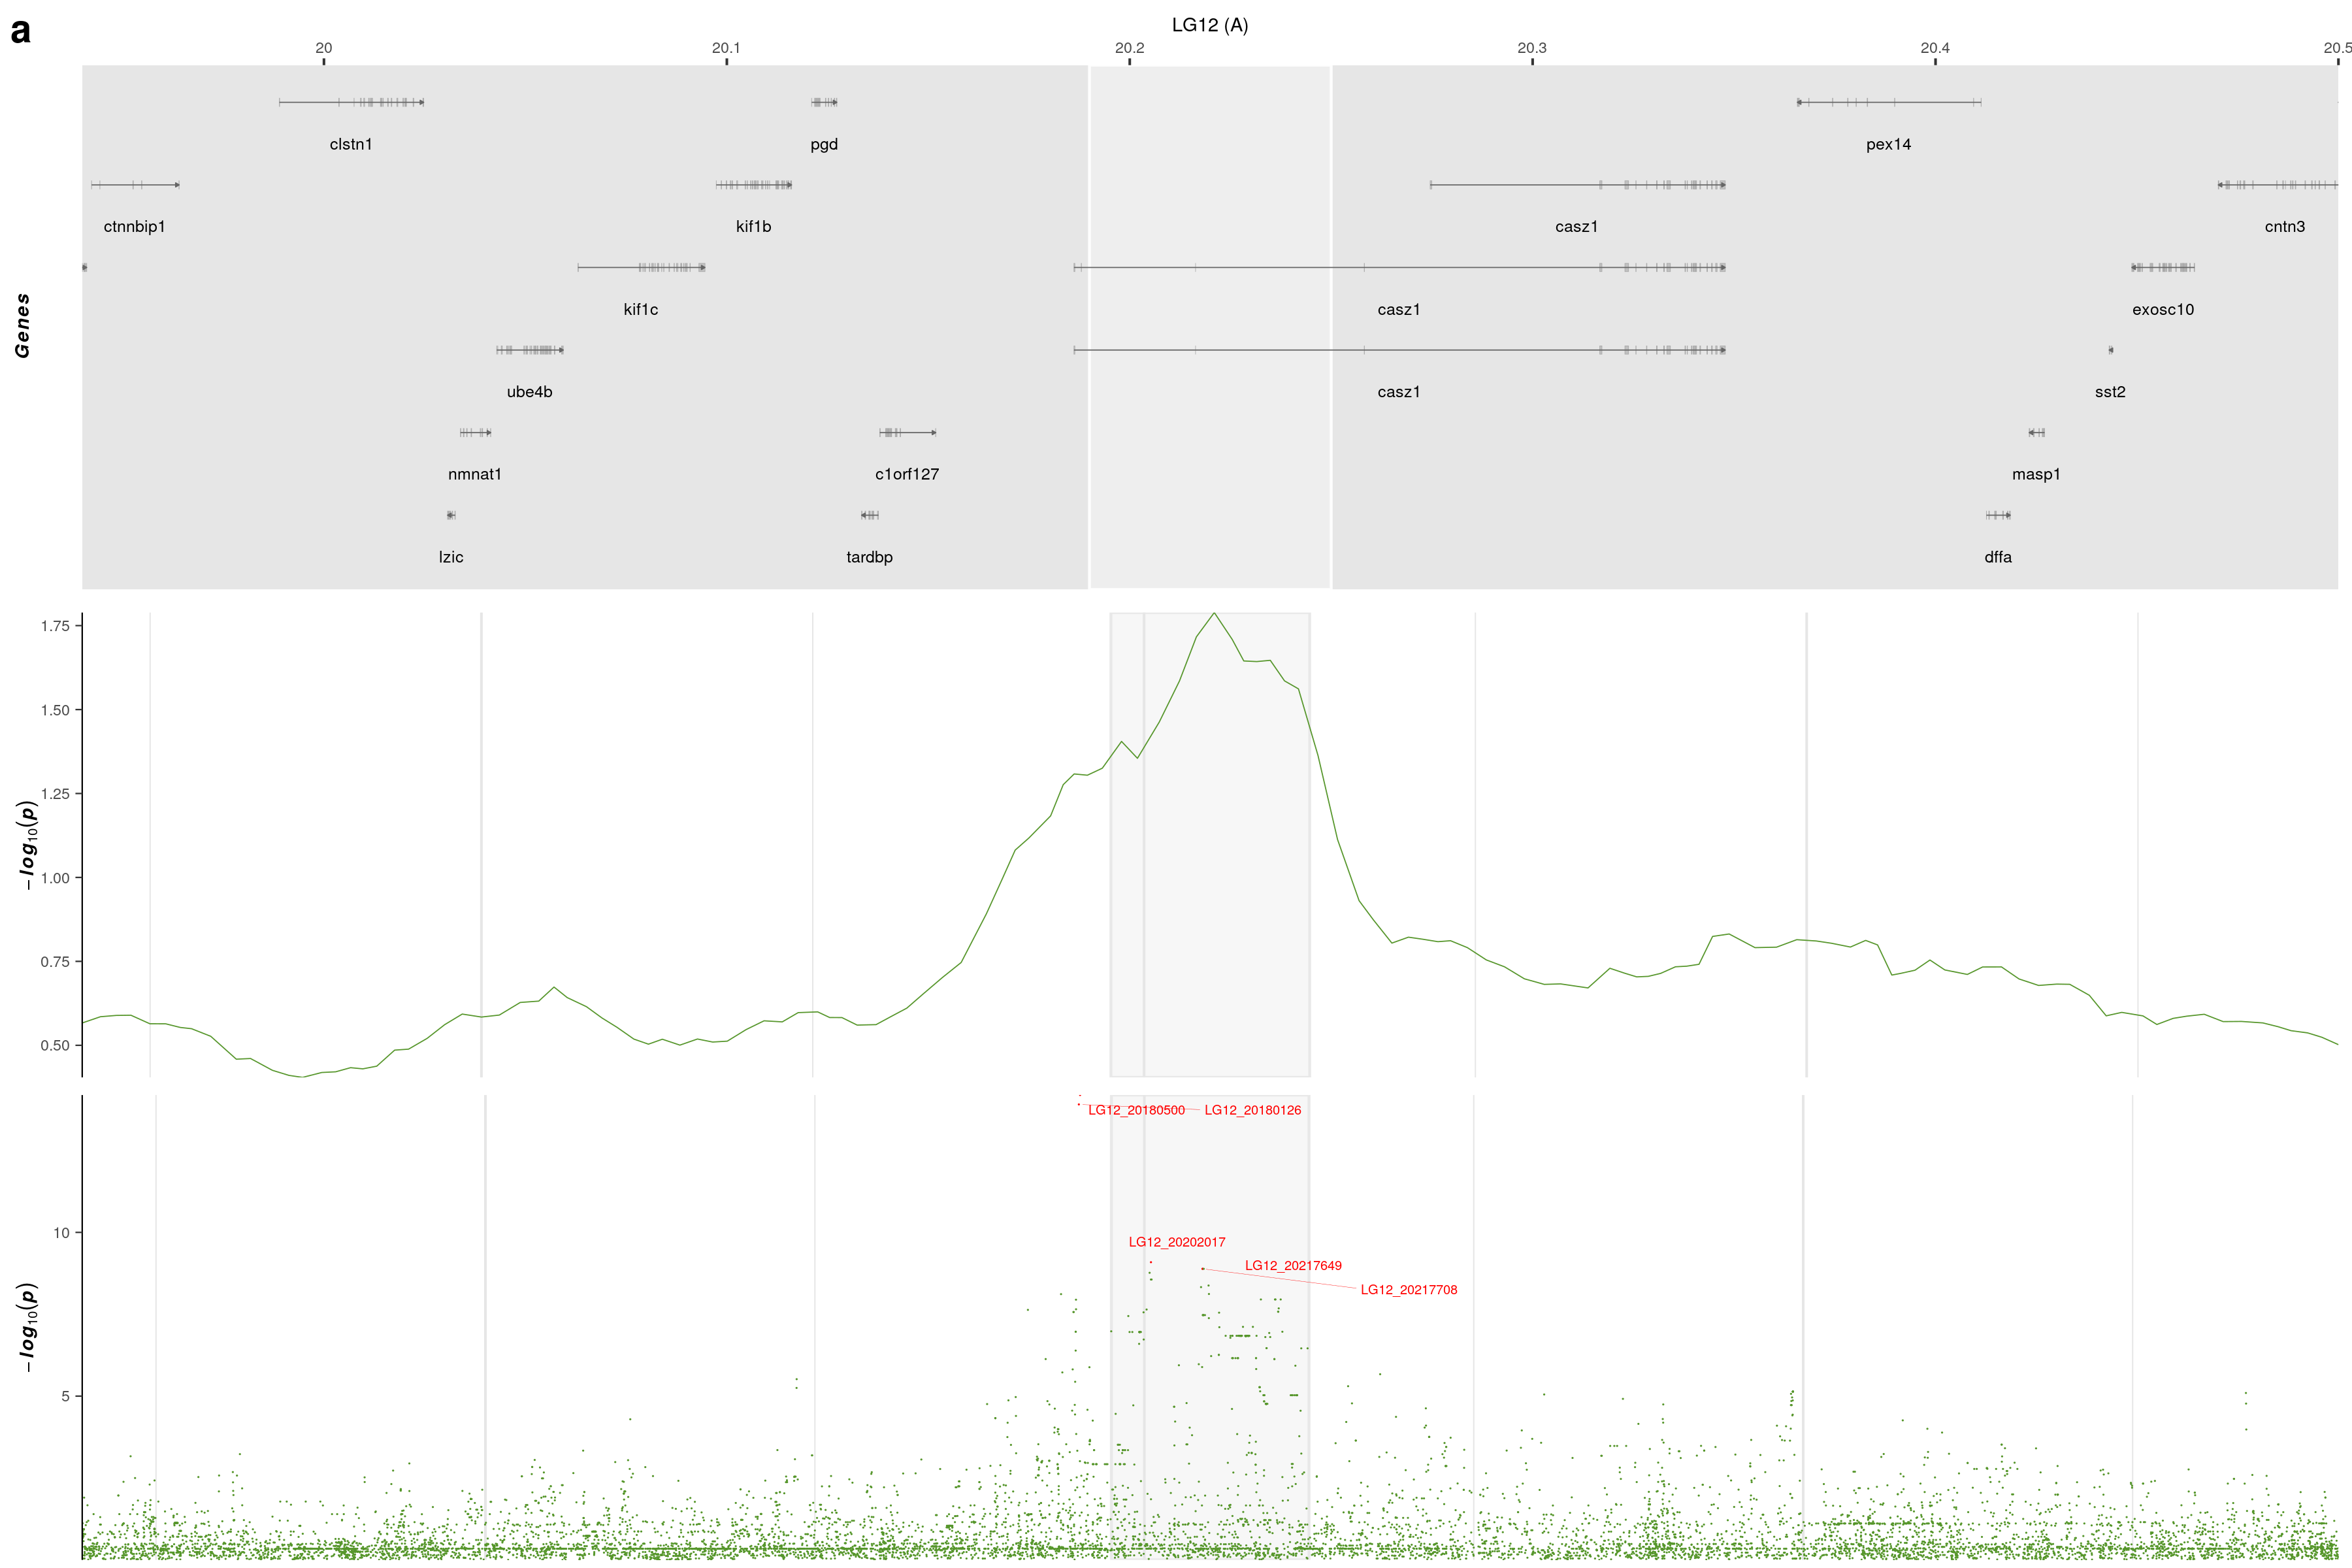 a
LG12 (A)
20 20.1 20.2 20.3 20.4 20.5
clstn1 pgd pex14
ctnnbip1 kif1b casz1 cntn3
kif1c casz1 exosc10
Genes
ube4b casz1 sst2
nmnat1 c1orf127 masp1
lzic tardbp dffa
1.75
1.50
1.25
1.00
0.75
0.50
−log10(p)
LG12_20180500 LG12_20180126
10
LG12_20202017
LG12_20217649
LG12_20217708
5
−log10(p)